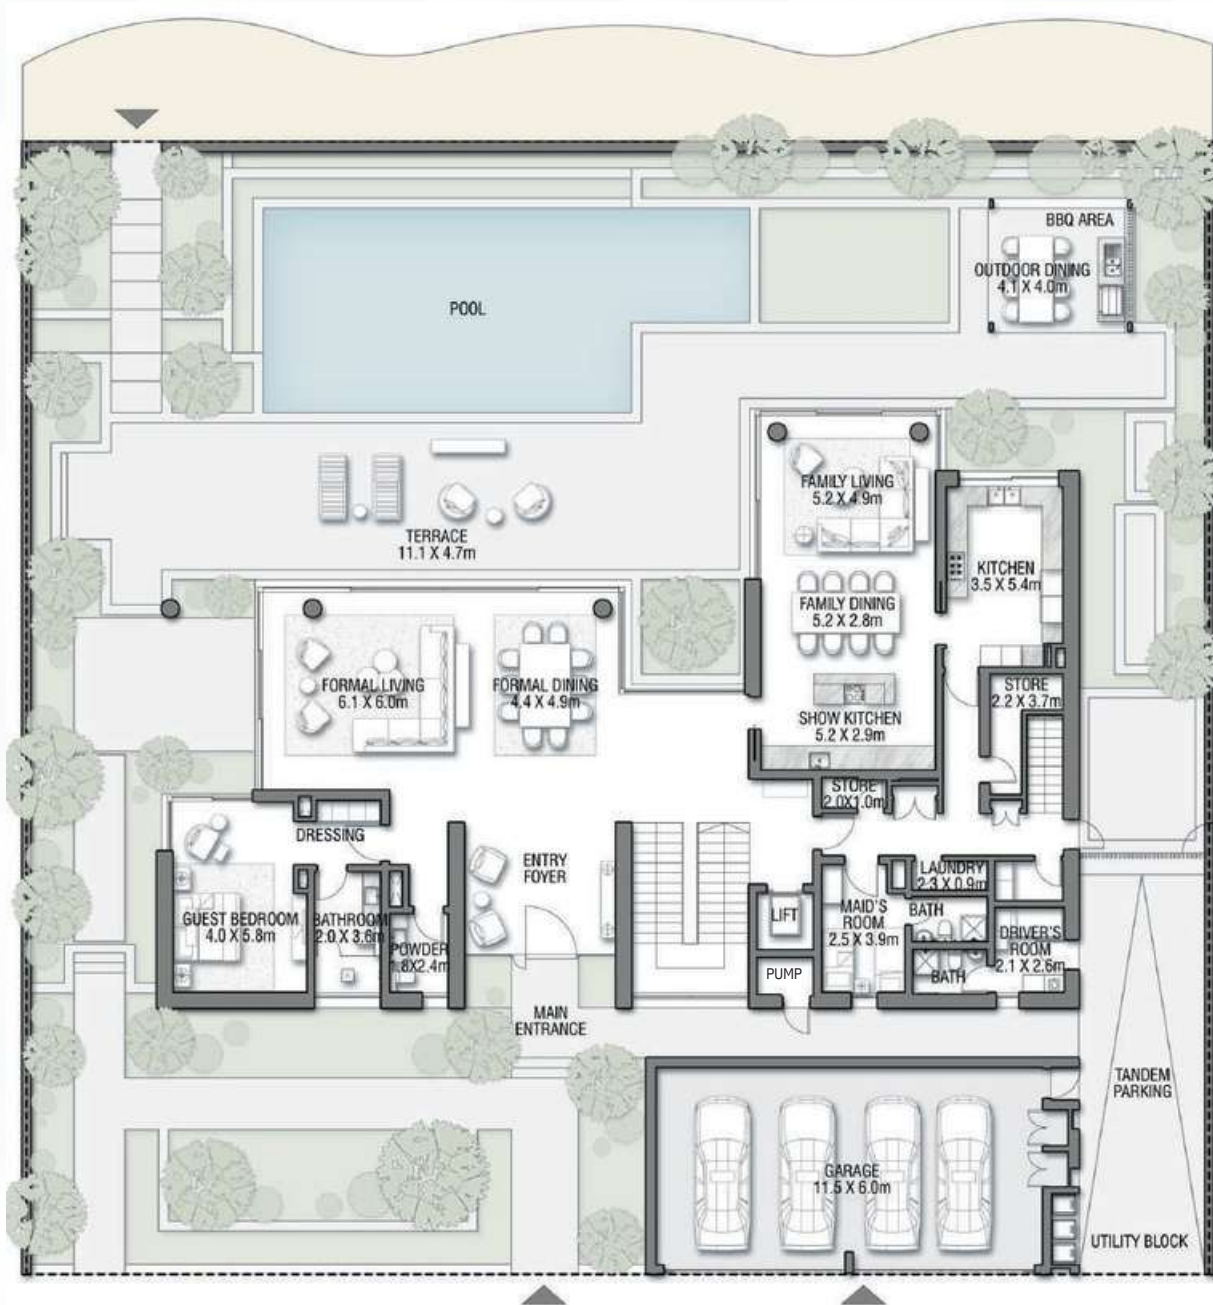 BBQ AREA
OUTDOOR DINING
4.1 X 4.0m
POOL
FAMILY LIVING
5.2 X 4.9m
TERRACE
11.1 X 4.7m
KITCHEN
3.5 X 5.4m
FAMILY DINING
5.2 X 2.8m
FORMAL LIVING
6.1 X 6.0m
FORMAL DINING
4.4 X 4.9m
STORE
2.2 X 3.7m
SHOW KITCHEN
5.2 X 2.9m
STORE
2.0X1.0m
DRESSING
ENTRY
FOYER
LAUNDRY
2.3 X 0.9m
GUEST BEDROOM
4.0 X 5.8m
BATHROOM
2.0 X 3.6m
POWDER
1.8X2.4m
LIFT
MAID'S
ROOM
2.5 X 3.9m
BATH
DRIVER'S
ROOM
2.1 X 2.6m
BATH
PUMP
MAIN
ENTRANCE
TANDEM
PARKING
GARAGE
11.5 X 6.0m
UTILITY BLOCK